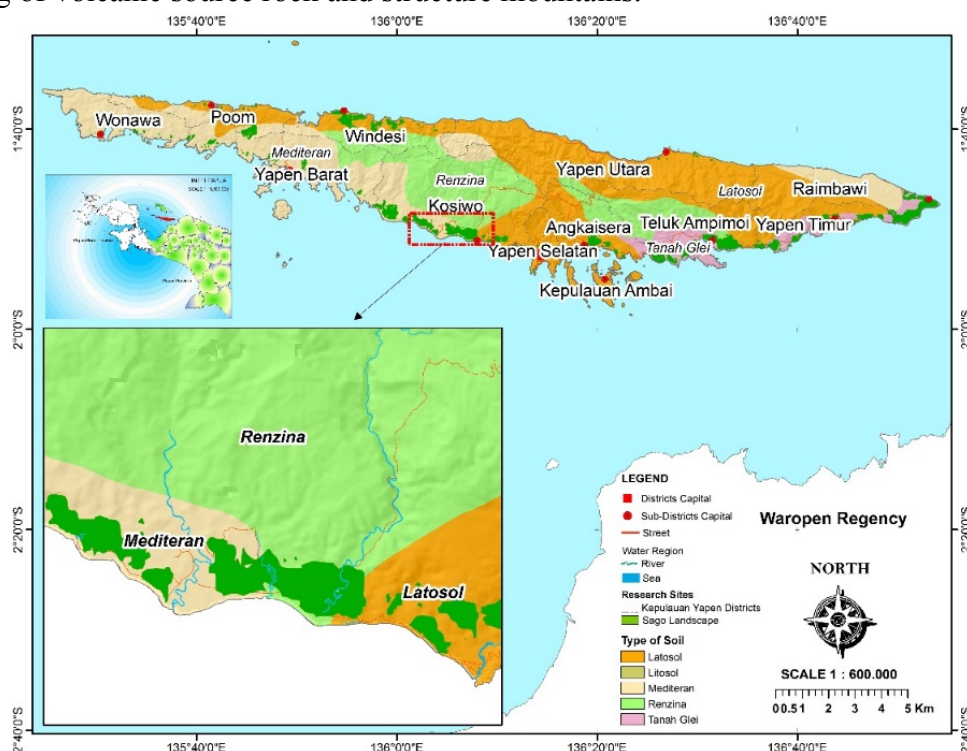 g of volcanic source rock and structure mountains.
135°40'0"E 136°0'0"E 136°20'0"E 136°40'0"E
1°40'0"S
1°40'0"S
2°0'0"S
2°0'0"S
2°20'0"S
2°40'0"S
Wonawa
Poom
Windesi
Mediteran
Yapen Barat
Renzina
Kosiwo
Yapen Utara
Latosol
Raimbawi
Angkaisera
Teluk Ampimoi
Yapen Timur
Tanah Glei
Yapen Selatan
Kepulauan Ambai
Renzina
Mediteran
Latosol
Waropen Regency
LEGEND
Districts Capital
Sub-Districts Capital
Street
Water Region
River
Sea
Research Sites
Kepulauan Yapen Districts
Sago Landscape
Type of Soil
Latosol
Litosol
Mediteran
Renzina
Tanah Glei
NORTH
SCALE 1 : 600.000
0 0.5 1 2 3 4 5 Km
135°40'0"E 136°0'0"E 136°20'0"E 136°40'0"E